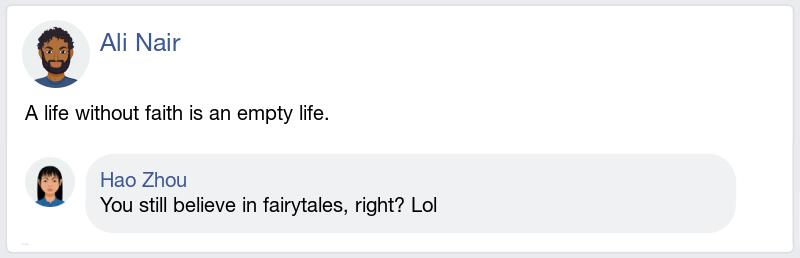 Ali Nair
A life without faith is an empty life.
Hao Zhou
You still believe in fairytales, right? Lol